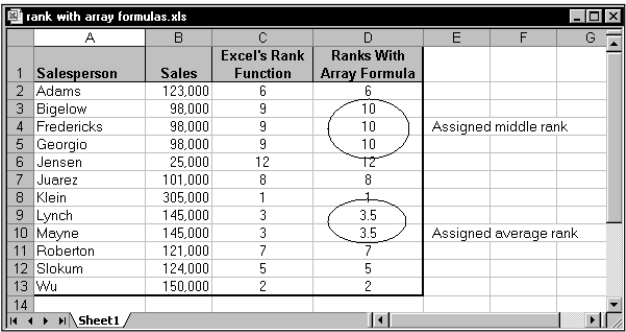 rank with array formulas.xls
A B C D E F G
Excel's Rank Ranks With
1 Salesperson Sales Function Array Formula
2 Adams 123,000 6 6
3 Bigelow 98,000 9 10
4 Fredericks 98,000 9 10 Assigned middle rank
5 Georgio 98,000 9 10
6 Jensen 25,000 12 12
7 Juarez 101,000 8 8
8 Klein 305,000 1 1
9 Lynch 145,000 3 3.5
10 Mayne 145,000 3 3.5 Assigned average rank
11 Roberton 121,000 7 7
12 Slokum 124,000 5 5
13 Wu 150,000 2 2
14
Sheet1